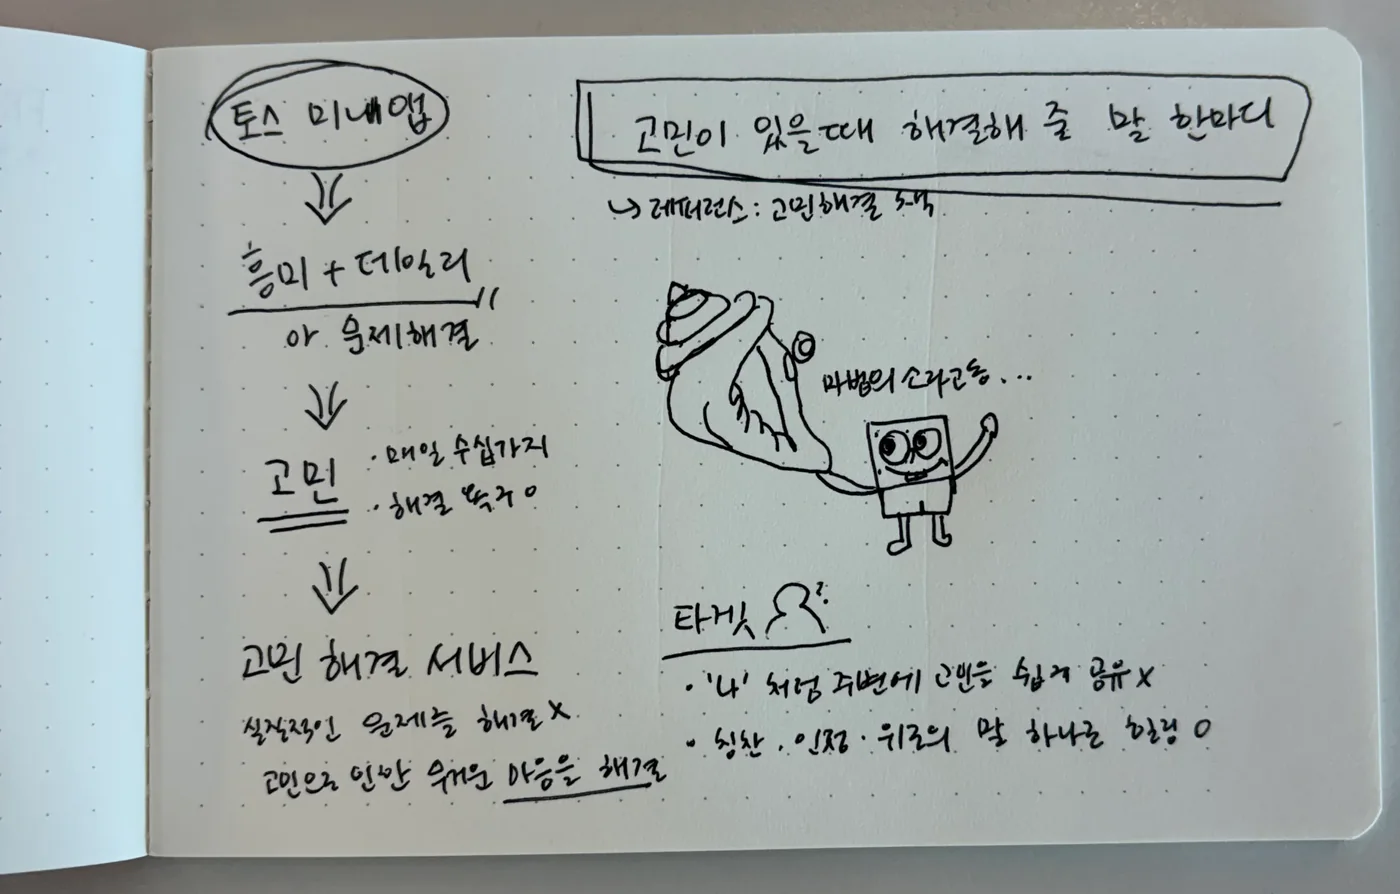 토스 미내앱
흥미 + 데일리
아 문제해결
고민
· 매일 수십가지
· 해결 욕구 o
고민 해결 서비스
실질적인 문제를 해결 x
고민으로 인한 무거운 마음을 해결
고민이 있을때 해결해 줄 말 한마디
↳ 레퍼런스 : 고민해결 책
마법의 소라고동 ...
타겟 ?
· '나' 처럼 주변에 고민을 쉽게 공유 x
· 칭찬 · 인정 · 위로의 말 하나로 힐링 o